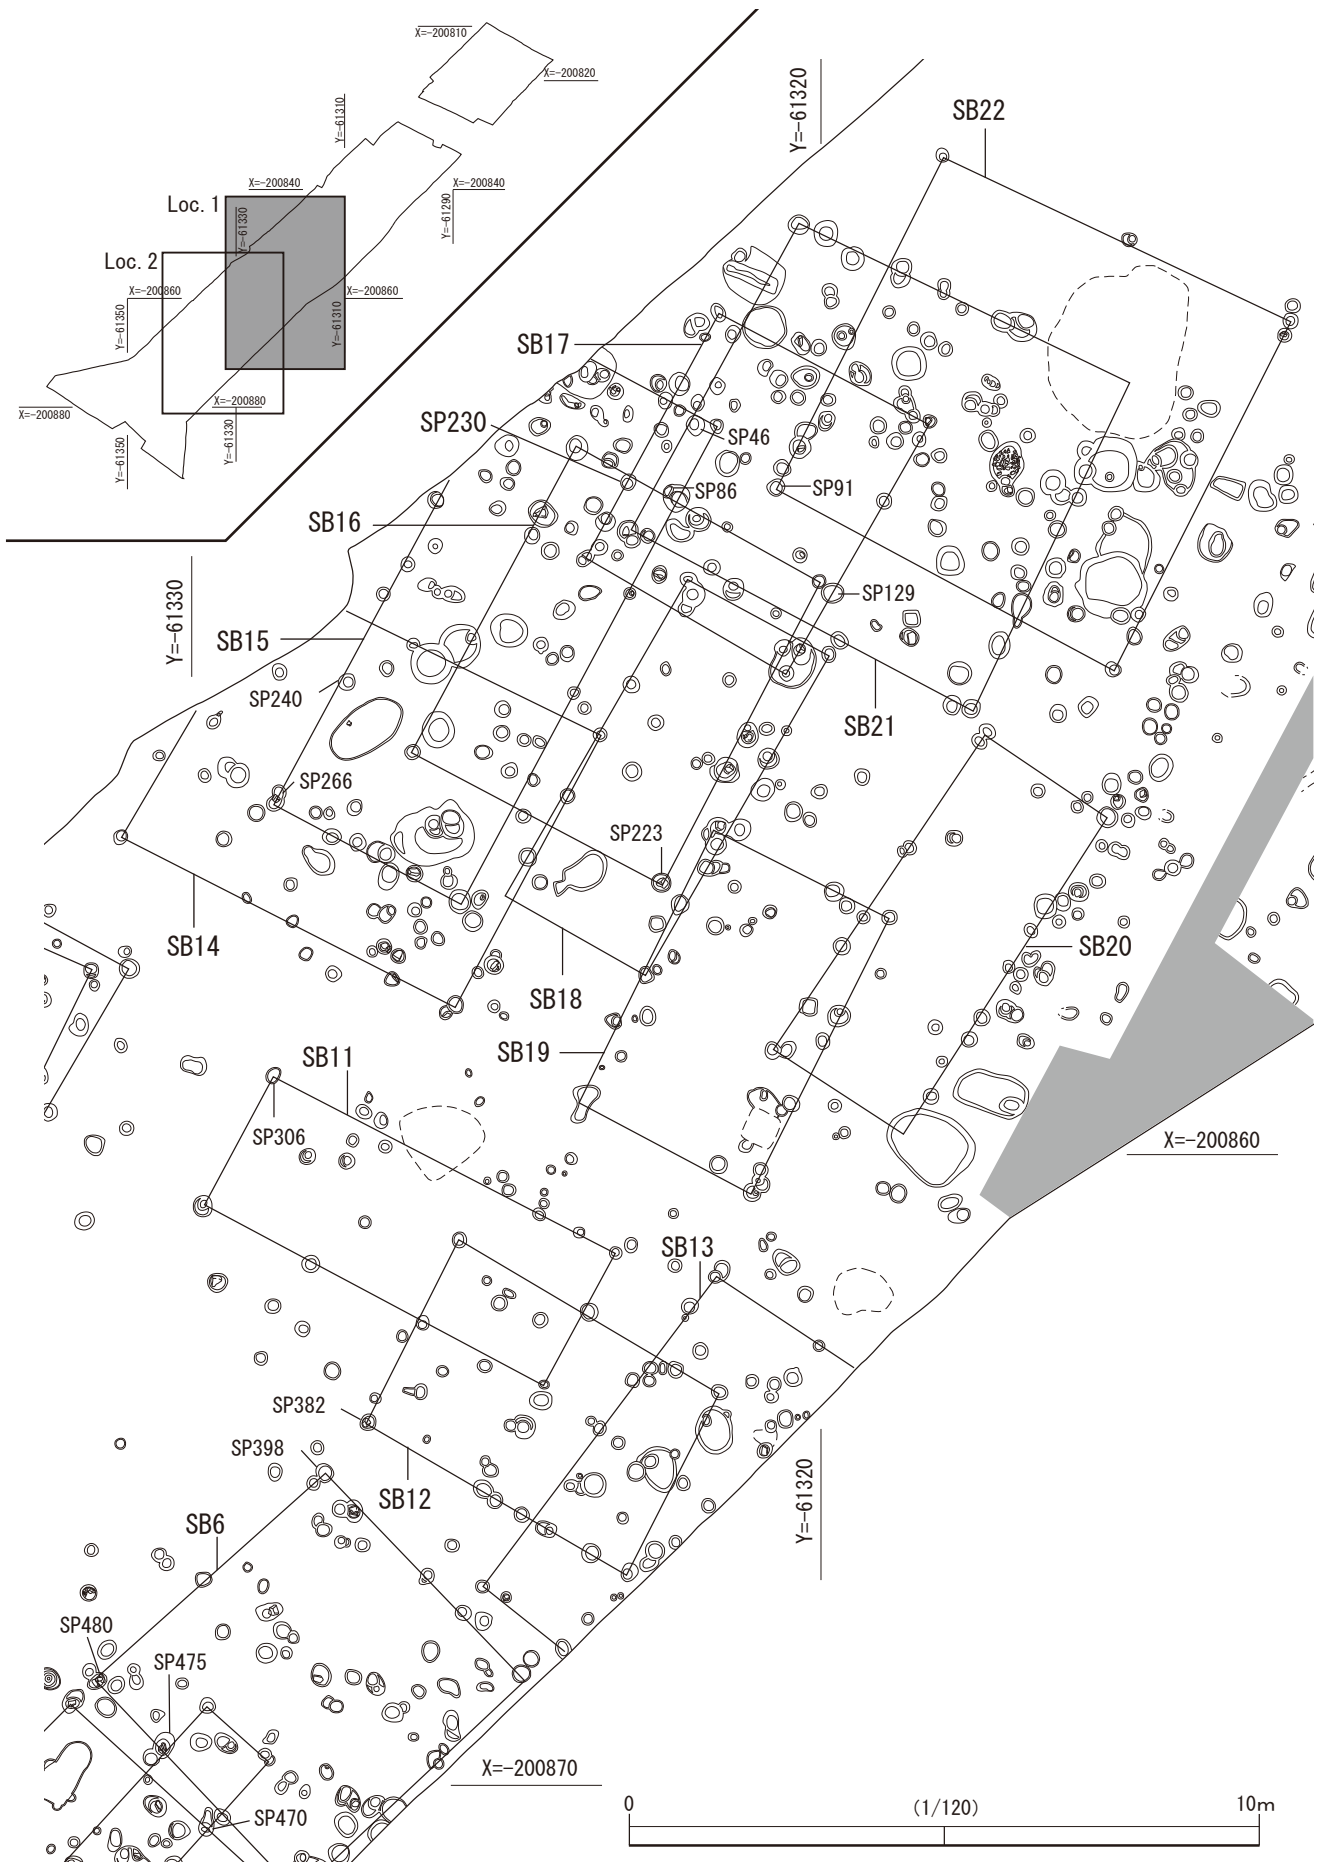 X=-200810
X=-200820
Y=-61310
X=-200840
X=-200840
Loc. 1
Y=-61330
Y=-61290
Loc. 2
X=-200860
X=-200860
Y=-61350
Y=-61310
X=-200880
X=-200880
Y=-61350
Y=-61330
Y=-61320
SB22
SB17
SP230
SP46
SP86
SP91
SB16
SP129
Y=-61330
SB15
SP240
SB21
SP266
SP223
SB14
SB20
SB18
SB19
SB11
SP306
X=-200860
SB13
SP382
SP398
SB12
Y=-61320
SB6
SP480
SP475
X=-200870
SP470
0 (1/120) 10m